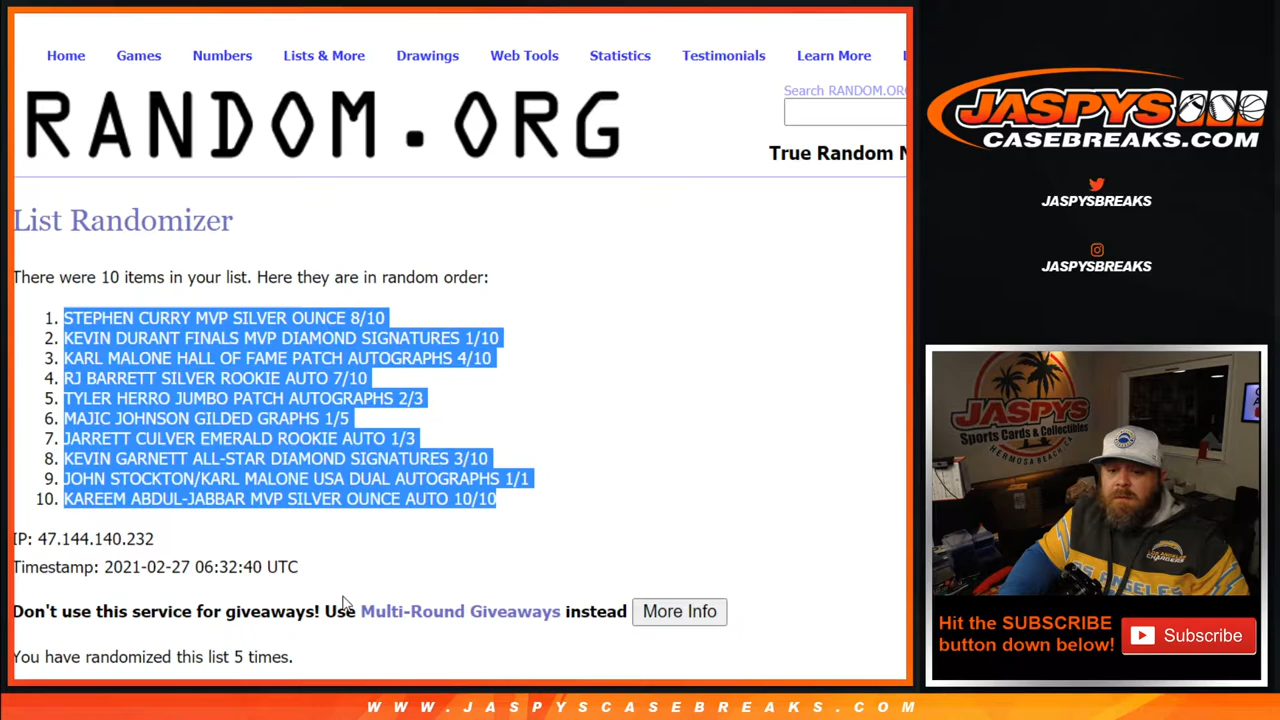 Home Games Numbers Lists & More Drawings Web Tools Statistics Testimonials Learn More
RANDOM.ORG
Search RANDOM.ORG
True Random
List Randomizer
There were 10 items in your list. Here they are in random order:
1. STEPHEN CURRY MVP SILVER OUNCE 8/10
2. KEVIN DURANT FINALS MVP DIAMOND SIGNATURES 1/10
3. KARL MALONE HALL OF FAME PATCH AUTOGRAPHS 4/10
4. RJ BARRETT SILVER ROOKIE AUTO 7/10
5. TYLER HERRO JUMBO PATCH AUTOGRAPHS 2/3
6. MAJIC JOHNSON GILDED GRAPHS 1/5
7. JARRETT CULVER EMERALD ROOKIE AUTO 1/3
8. KEVIN GARNETT ALL-STAR DIAMOND SIGNATURES 3/10
9. JOHN STOCKTON/KARL MALONE USA DUAL AUTOGRAPHS 1/1
10. KAREEM ABDUL-JABBAR MVP SILVER OUNCE AUTO 10/10
IP: 47.144.140.232
Timestamp: 2021-02-27 06:32:40 UTC
Don't use this service for giveaways! Use Multi-Round Giveaways instead More Info
You have randomized this list 5 times.
JASPYS
CASEBREAKS.COM
JASPYSBREAKS
JASPYSBREAKS
JASPYS
Sports Cards & Collectibles
HERMOSA BEACH, CA
LOS ANGELES
CHARGERS
LOS ANGELES
Hit the SUBSCRIBE
button down below!
Subscribe
WWW.JASPYSCASEBREAKS.COM